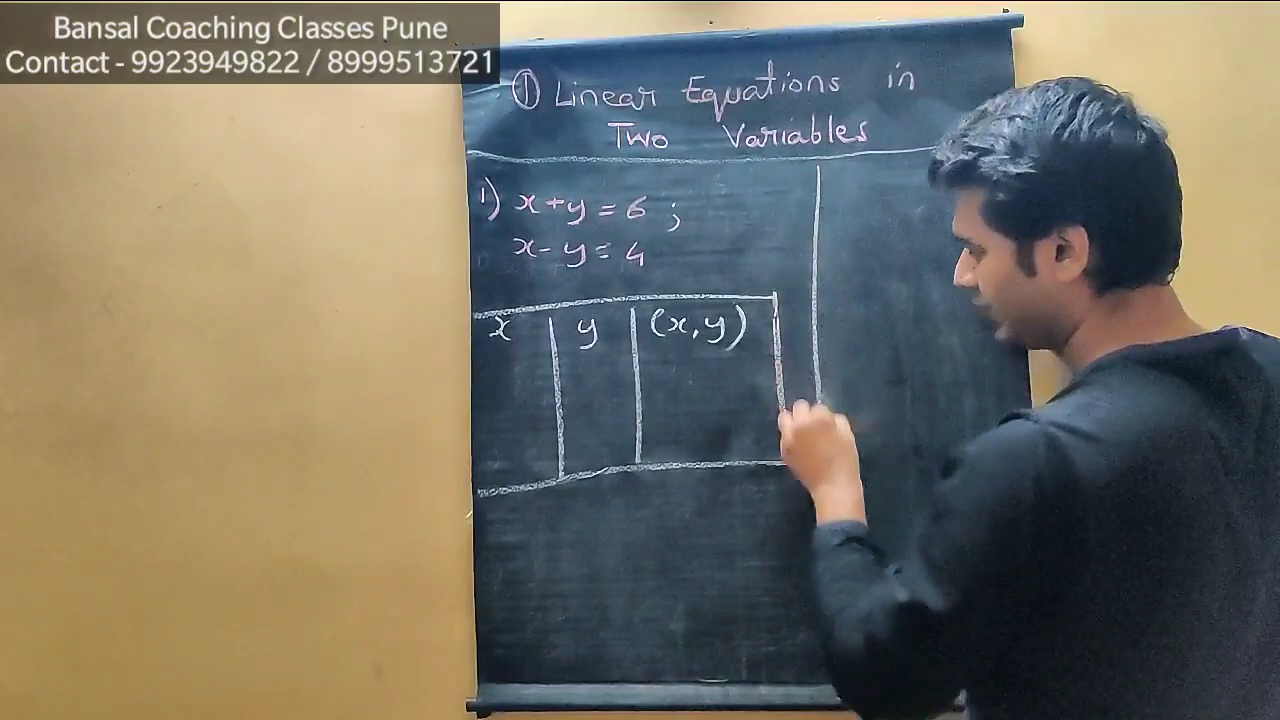 Bansal Coaching Classes Pune
Contact - 9923949822 / 8999513721
① Linear Equations in
Two Variables
1) x+y=6 ;
x-y=4
x y (x,y)